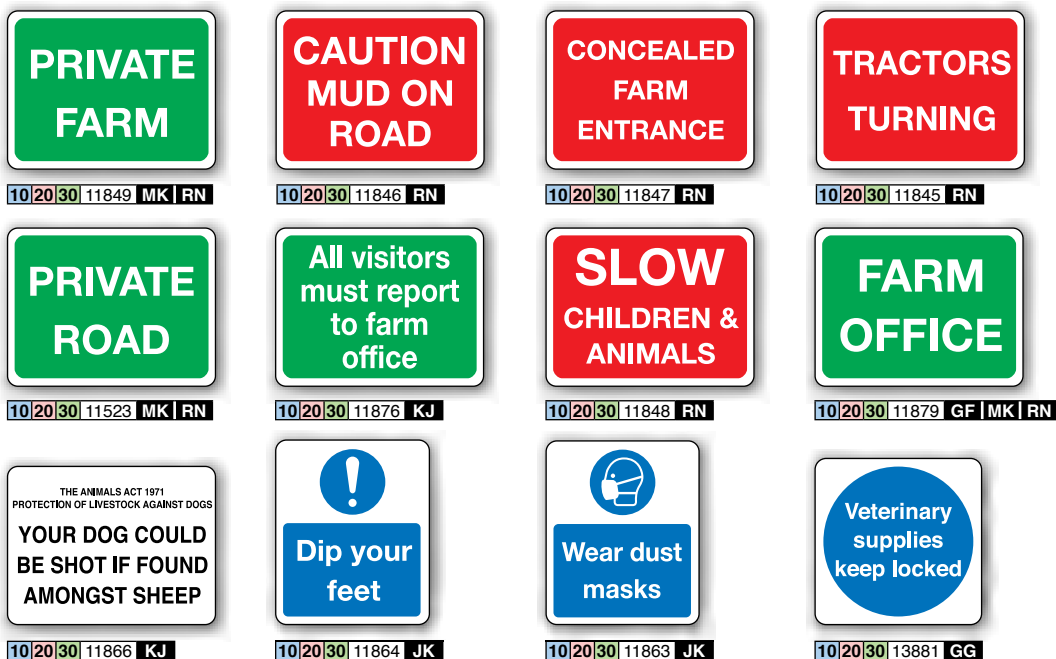 PRIVATE
FARM
10 20 30 11849 MK | RN
CAUTION
MUD ON
ROAD
10 20 30 11846 RN
CONCEALED
FARM
ENTRANCE
10 20 30 11847 RN
TRACTORS
TURNING
10 20 30 11845 RN
PRIVATE
ROAD
10 20 30 11523 MK | RN
All visitors
must report
to farm
office
10 20 30 11876 KJ
SLOW
CHILDREN &
ANIMALS
10 20 30 11848 RN
FARM
OFFICE
10 20 30 11879 GF | MK | RN
THE ANIMALS ACT 1971
PROTECTION OF LIVESTOCK AGAINST DOGS
YOUR DOG COULD
BE SHOT IF FOUND
AMONGST SHEEP
10 20 30 11866 KJ
Dip your
feet
10 20 30 11864 JK
Wear dust
masks
10 20 30 11863 JK
Veterinary
supplies
keep locked
10 20 30 13881 GG